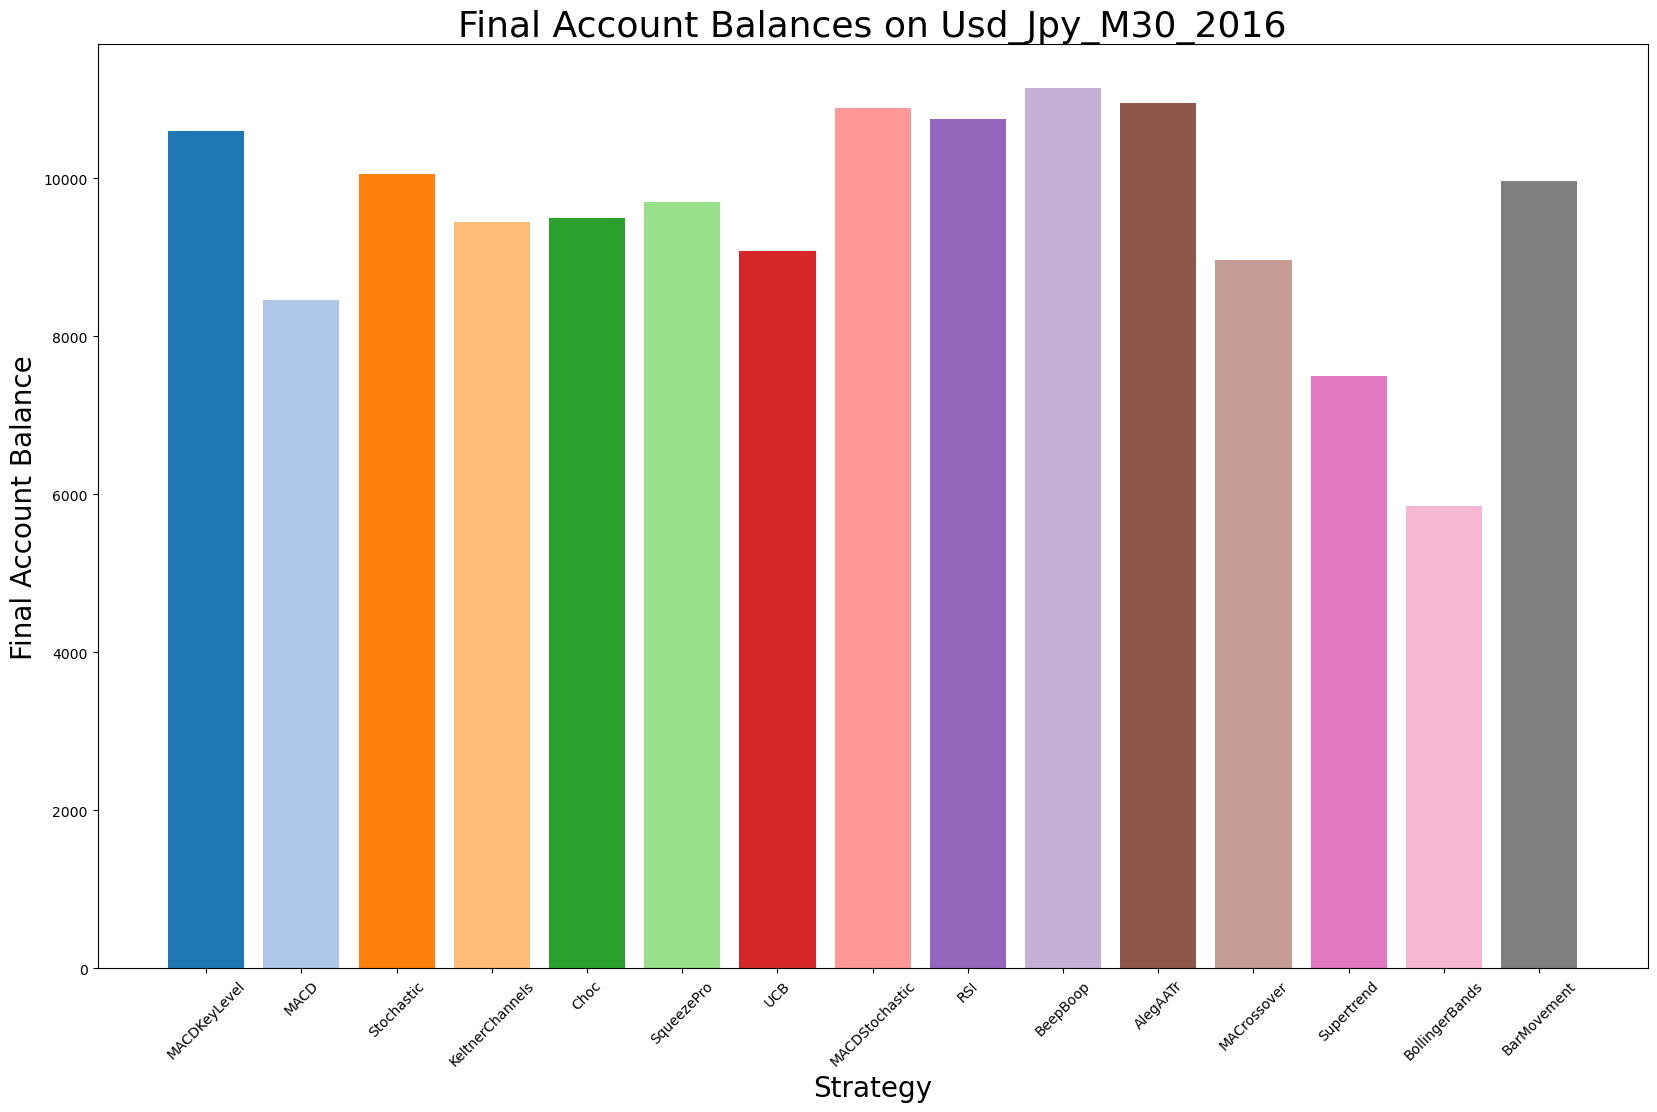 Final Account Balances on Usd_Jpy_M30_2016
Final Account Balance
10000
8000
6000
4000
2000
0
MACDKeyLevel
MACD
Stochastic
KeltnerChannels
Choc
SqueezePro
UCB
MACDStochastic
RSI
BeepBoop
AlegAATr
MACrossover
Supertrend
BollingerBands
BarMovement
Strategy